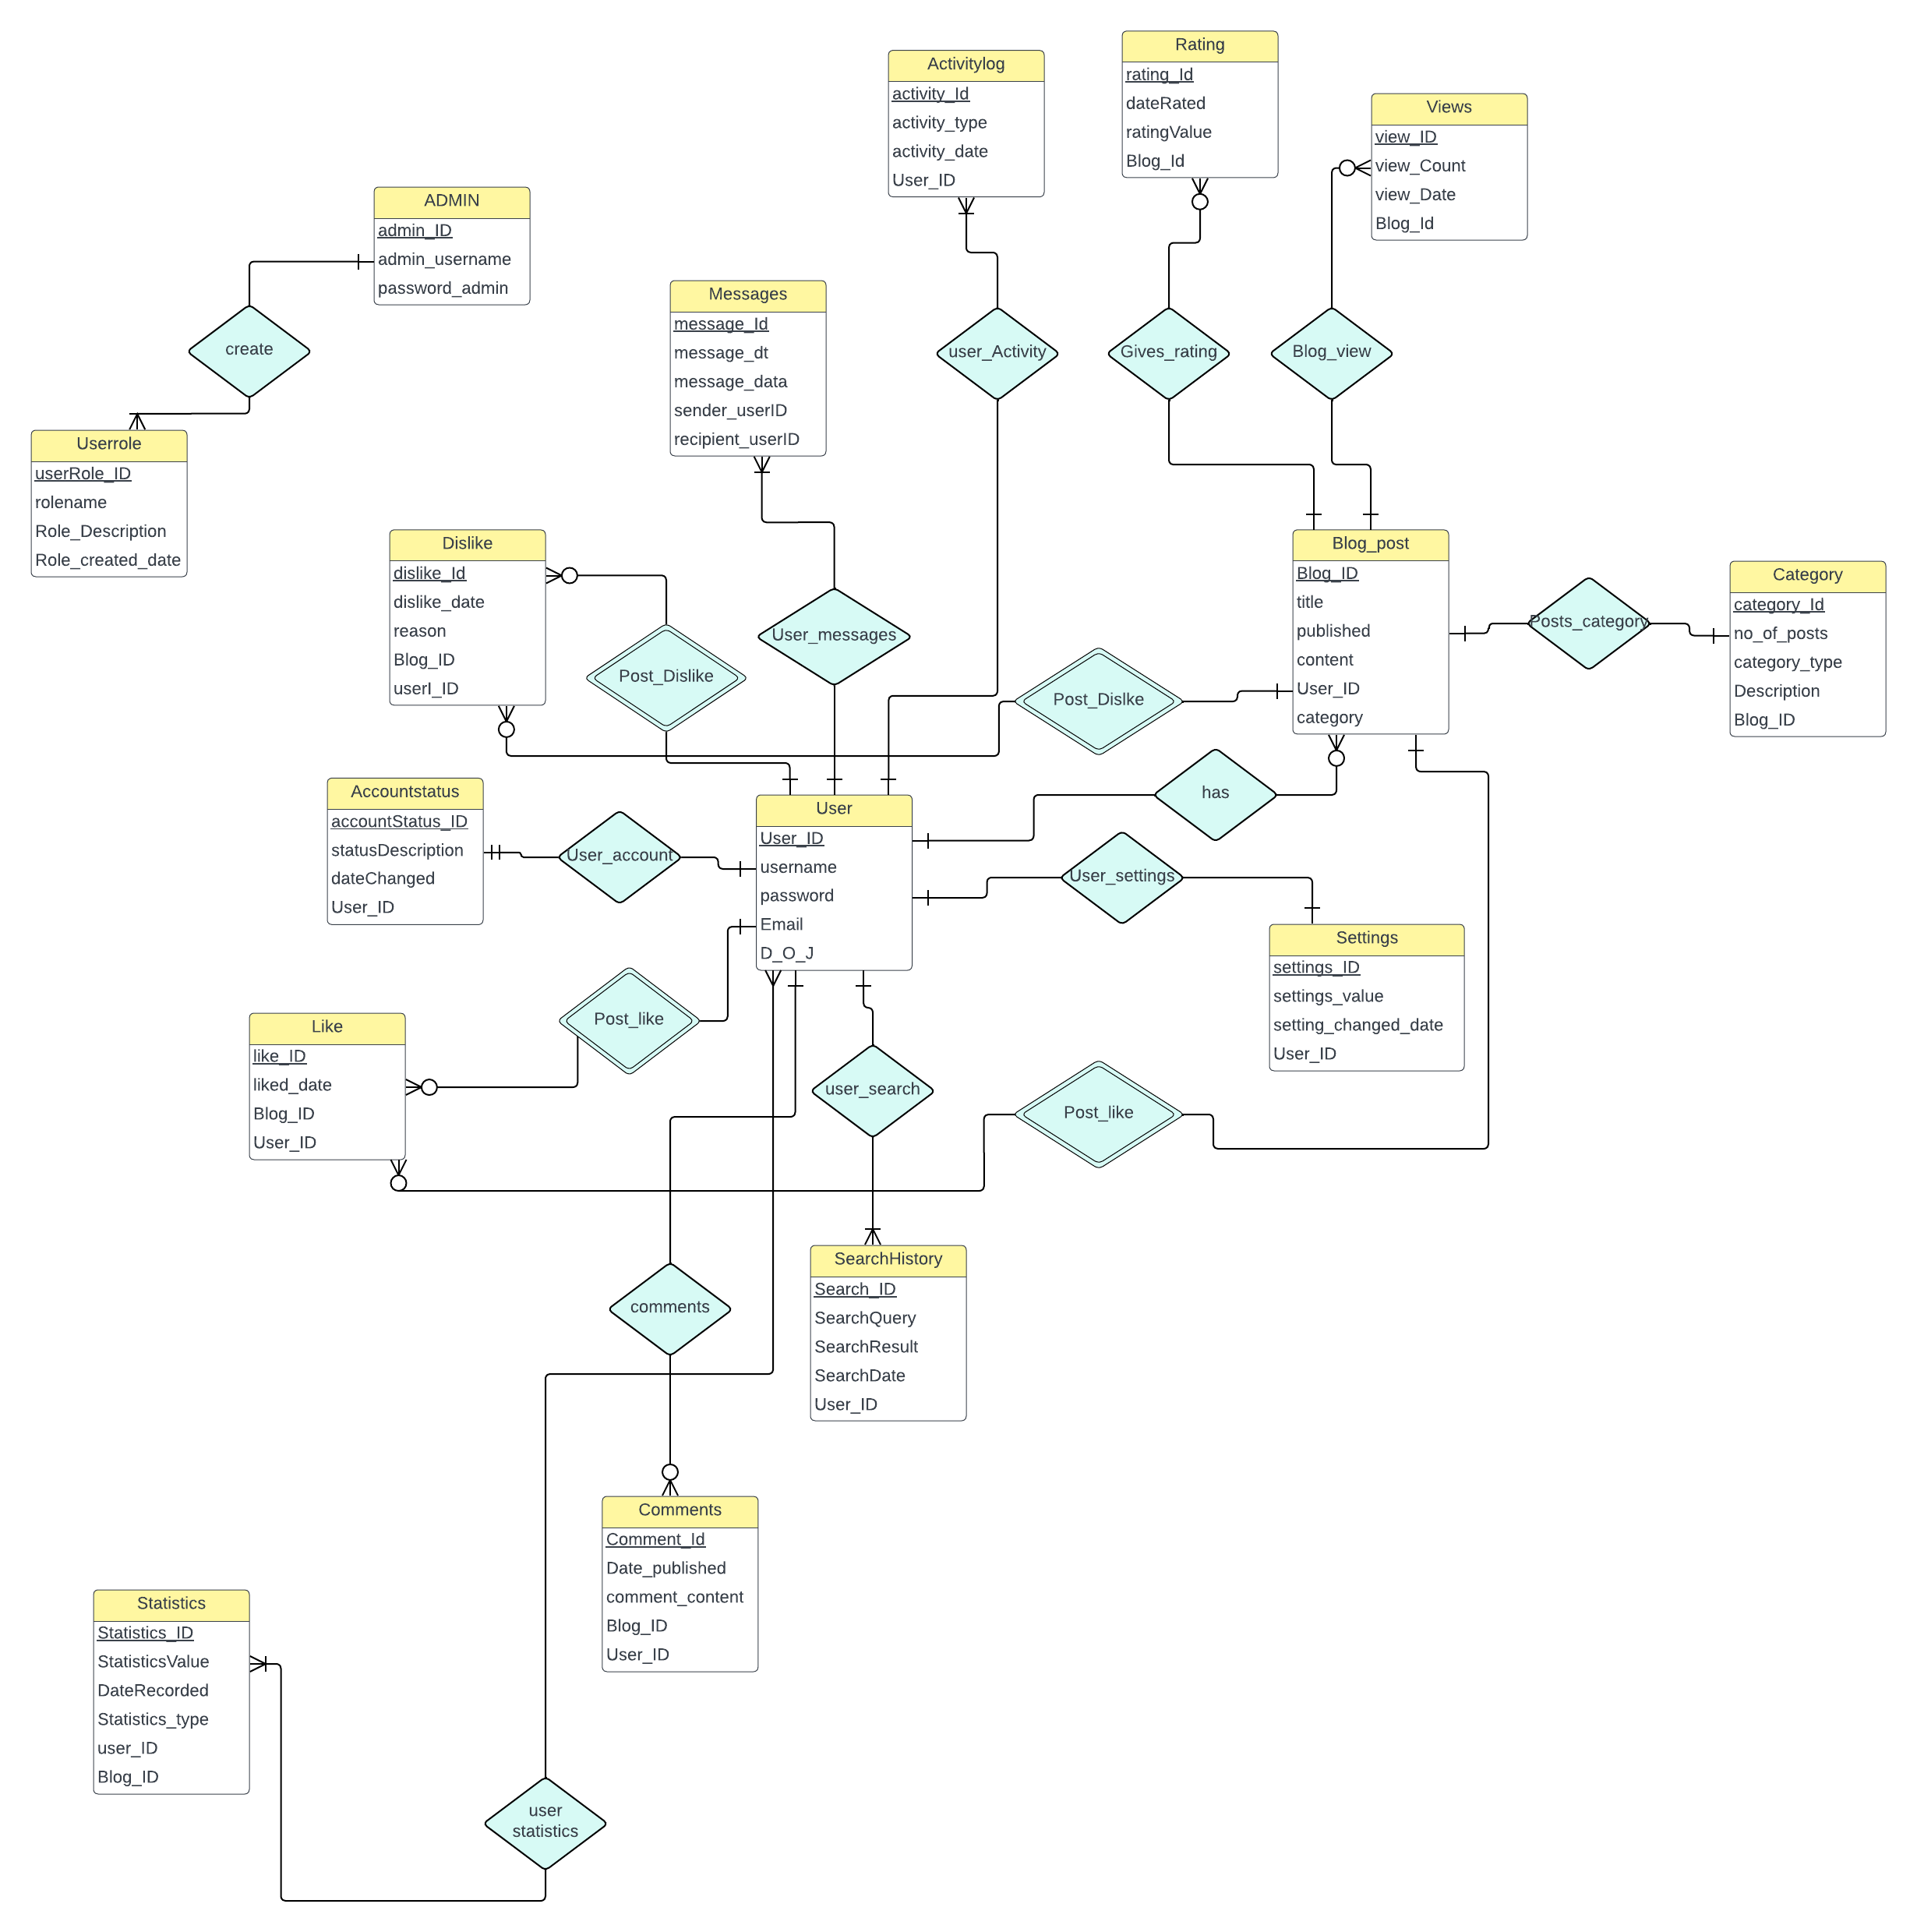 Rating
rating_Id
dateRated
ratingValue
Blog_Id
Activitylog
activity_Id
activity_type
activity_date
User_ID
Views
view_ID
view_Count
view_Date
Blog_Id
ADMIN
admin_ID
admin_username
password_admin
Messages
message_Id
message_dt
message_data
sender_userID
recipient_userID
create
user_Activity
Gives_rating
Blog_view
Userrole
userRole_ID
rolename
Role_Description
Role_created_date
Dislike
dislike_Id
dislike_date
reason
Blog_ID
userI_ID
Post_Dislike
User_messages
Post_Dislke
Blog_post
Blog_ID
title
published
content
User_ID
category
Posts_category
Category
category_Id
no_of_posts
category_type
Description
Blog_ID
Accountstatus
accountStatus_ID
statusDescription
dateChanged
User_ID
User_account
User
User_ID
username
password
Email
D_O_J
has
User_settings
Settings
settings_ID
settings_value
setting_changed_date
User_ID
Like
like_ID
liked_date
Blog_ID
User_ID
Post_like
user_search
Post_like
SearchHistory
Search_ID
SearchQuery
SearchResult
SearchDate
User_ID
comments
Comments
Comment_Id
Date_published
comment_content
Blog_ID
User_ID
Statistics
Statistics_ID
StatisticsValue
DateRecorded
Statistics_type
user_ID
Blog_ID
user
statistics